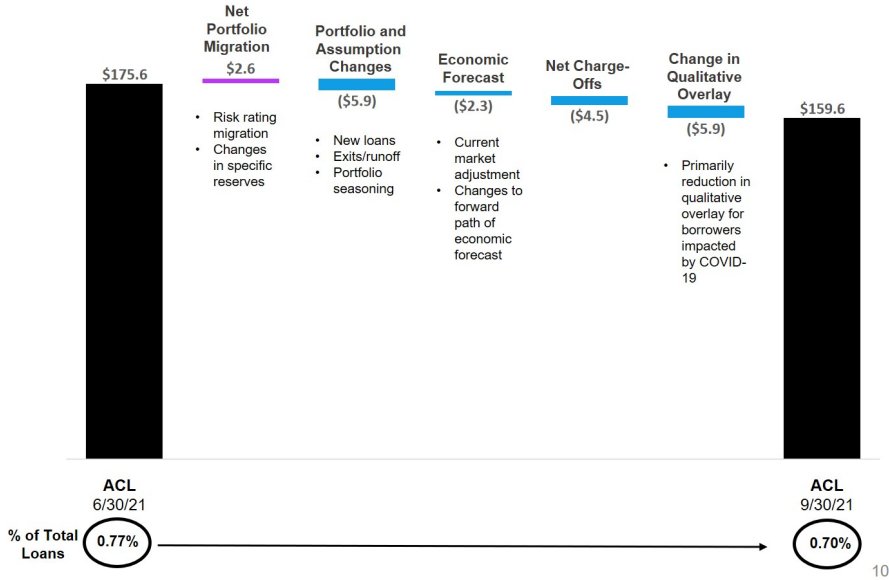 Net
Portfolio
Migration
$2.6
Portfolio and
Assumption
Changes
($5.9)
Economic
Forecast
($2.3)
Net Charge-
Offs
($4.5)
Change in
Qualitative
Overlay
($5.9)
$175.6
$159.6
• Risk rating
migration
• Changes
in specific
reserves
• New loans
• Exits/runoff
• Portfolio
seasoning
• Current
market
adjustment
• Changes to
forward
path of
economic
forecast
• Primarily
reduction in
qualitative
overlay for
borrowers
impacted
by COVID-
19
ACL
6/30/21
ACL
9/30/21
% of Total
Loans
0.77%
0.70%
10